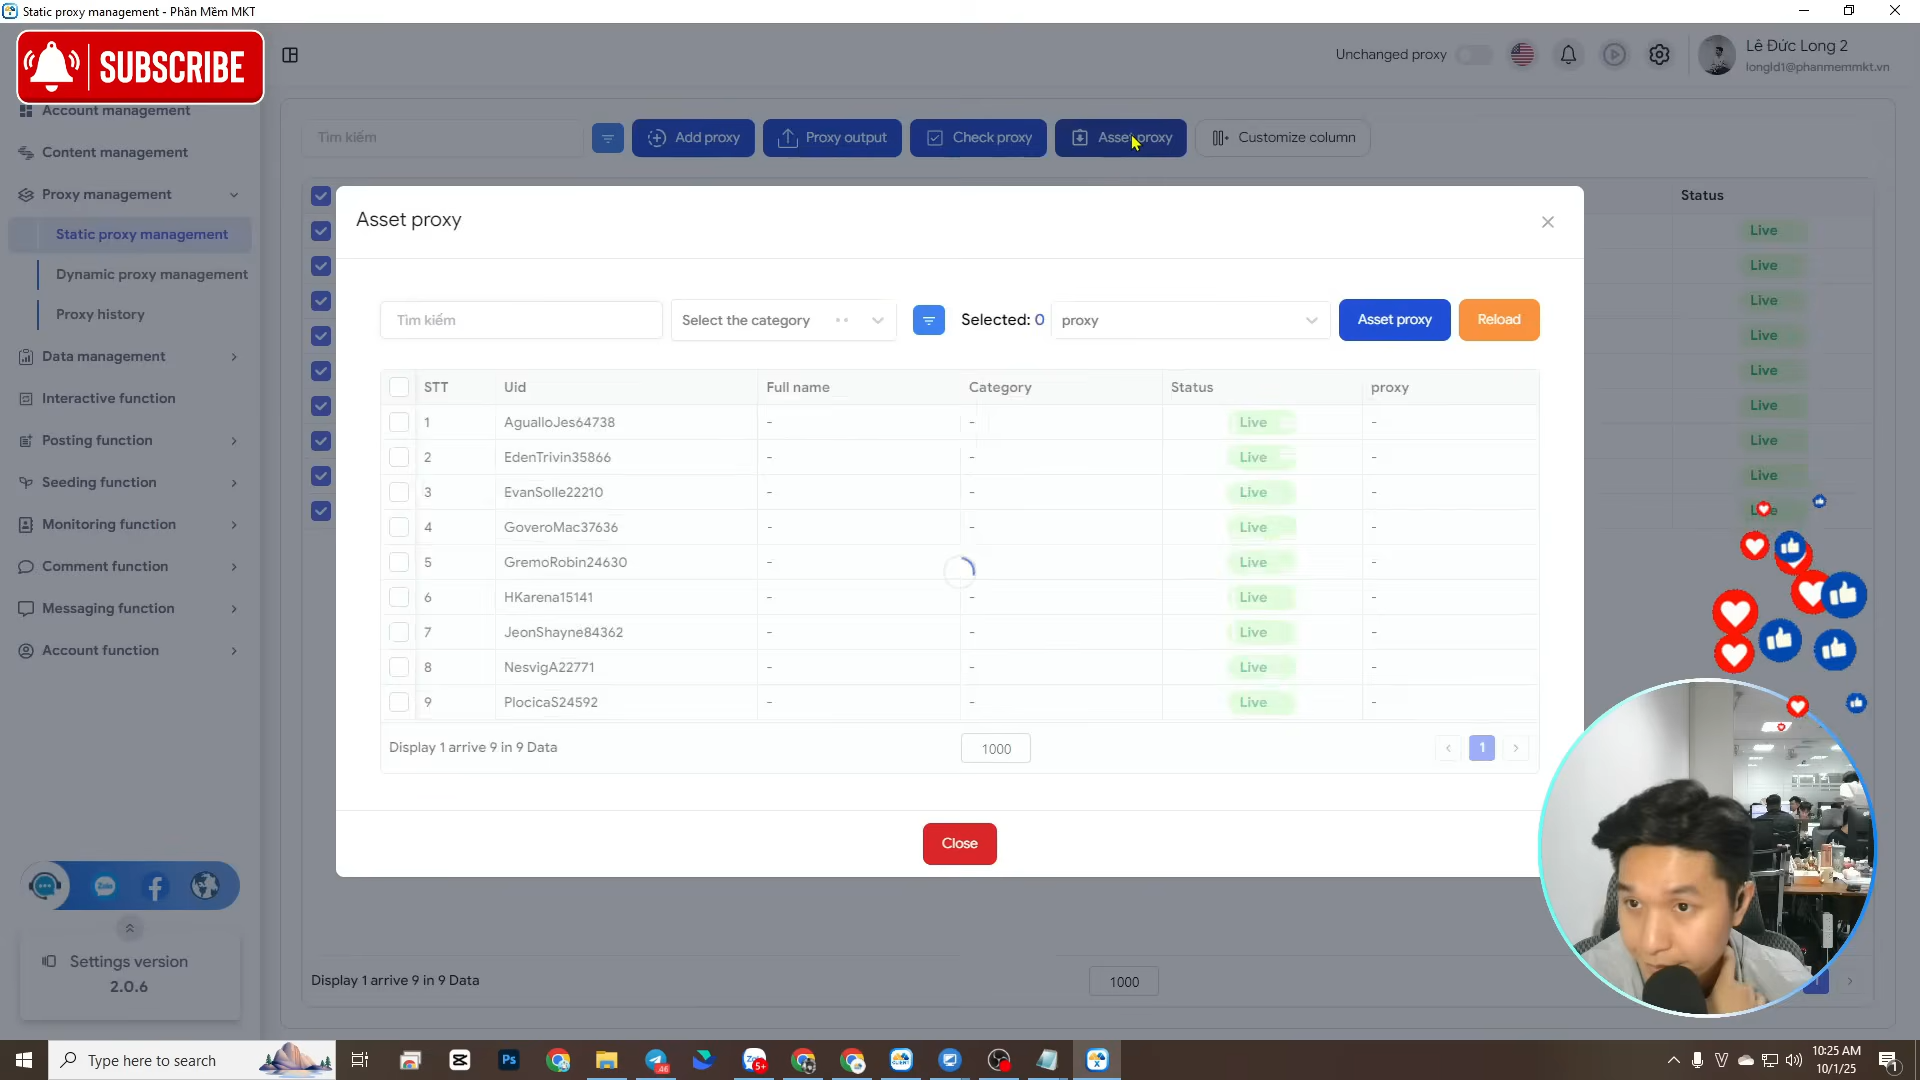 Static proxy management - Phần Mềm MKT
SUBSCRIBE
Unchanged proxy
Lê Đức Long 2
longld1@phanmemmkt.vn
Account management
Content management
Proxy management
Static proxy management
Dynamic proxy management
Proxy history
Data management
Interactive function
Posting function
Seeding function
Monitoring function
Comment function
Messaging function
Account function
Zalo
Settings version
2.0.6
Tìm kiếm
Add proxy
Proxy output
Check proxy
Asset proxy
Customize column
Status
Live
Live
Live
Live
Live
Live
Live
Live
Live
Asset proxy
Tìm kiếm
Select the category
Selected: 0
proxy
Asset proxy
Reload
STT Uid Full name Category Status proxy
1 AgualloJes64738 - - Live -
2 EdenTrivin35866 - - Live -
3 EvanSolle22210 - - Live -
4 GoveroMac37636 - - Live -
5 GremoRobin24630 - - Live -
6 HKarena15141 - - Live -
7 JeonShayne84362 - - Live -
8 NesvigA22771 - - Live -
9 PlocicaS24592 - - Live -
Display 1 arrive 9 in 9 Data
1000
1
Close
Display 1 arrive 9 in 9 Data
1000
Type here to search
Ps
10:25 AM
10/1/25